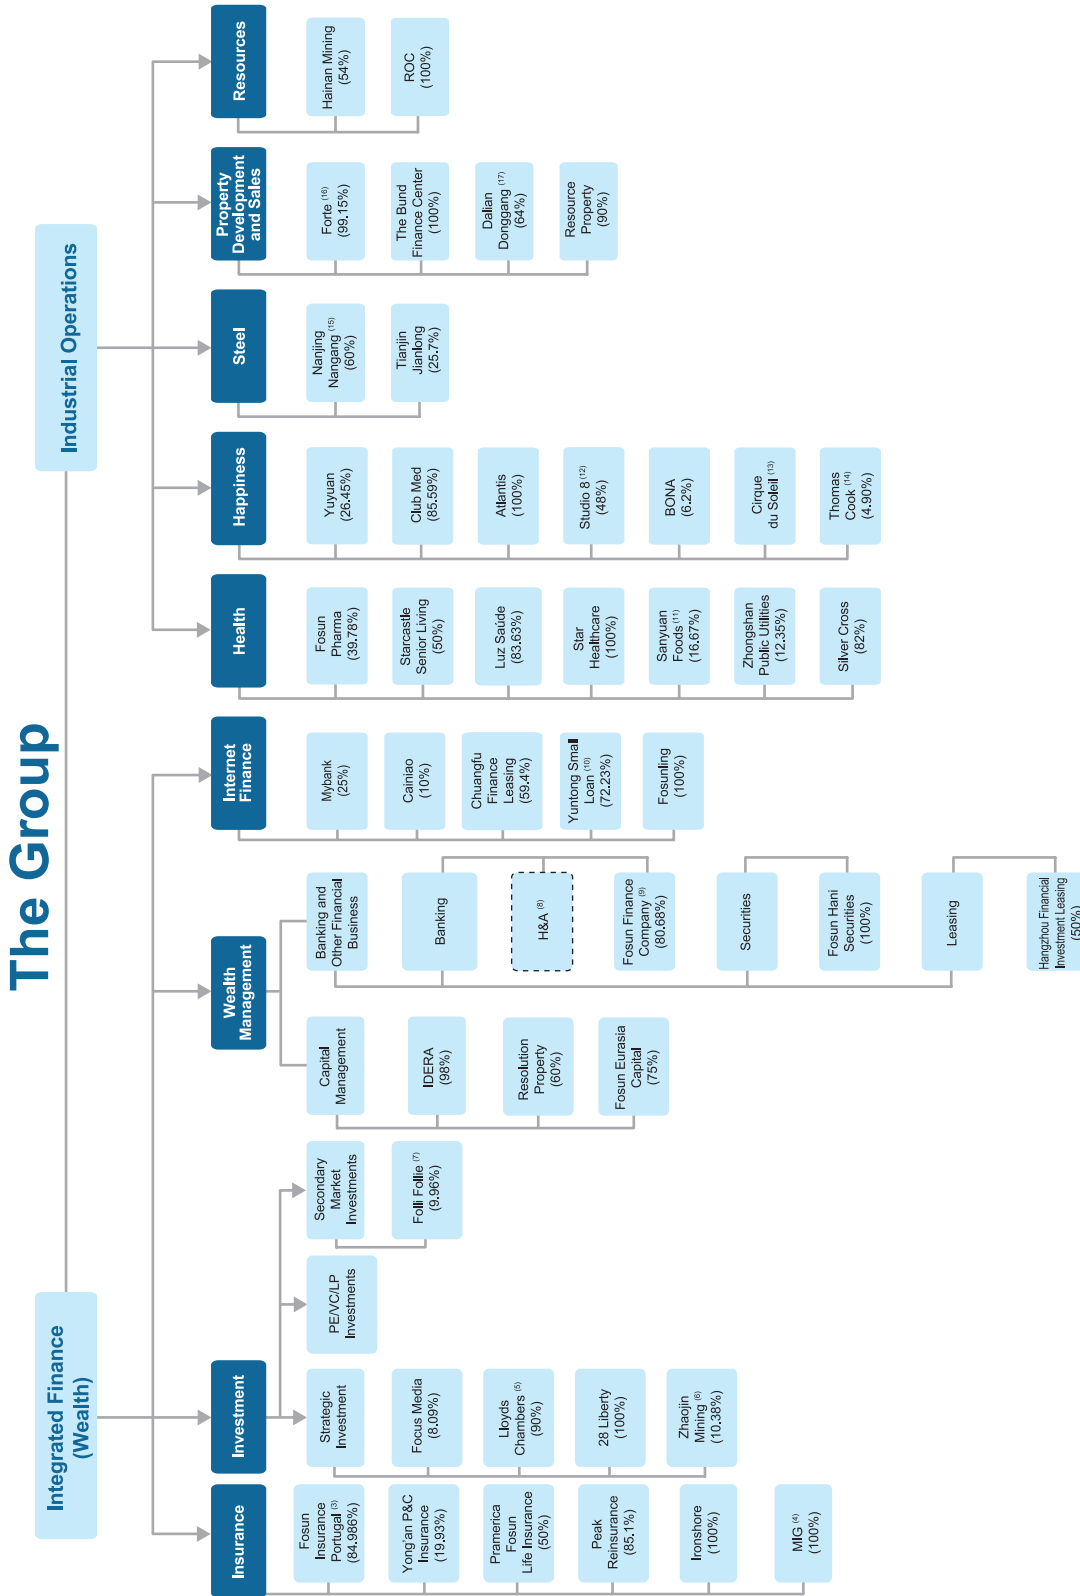 The Group
Integrated Finance
(Wealth)
Industrial Operations
Insurance
Investment
Wealth
Management
Internet
Finance
Health
Happiness
Steel
Property
Development
and Sales
Resources
Fosun
Insurance
Portugal (3)
(84.986%)
Yong'an P&C
Insurance
(19.93%)
Pramerica
Fosun
Life Insurance
(50%)
Peak
Reinsurance
(85.1%)
Ironshore
(100%)
MIG (4)
(100%)
Strategic
Investment
Focus Media
(8.09%)
Lloyds
Chambers (5)
(90%)
28 Liberty
(100%)
Zhaojin
Mining (6)
(10.38%)
PE/VC/LP
Investments
Secondary
Market
Investments
Folli Follie (7)
(9.96%)
Capital
Management
IDERA
(98%)
Resolution
Property
(60%)
Fosun Eurasia
Capital
(75%)
Banking and
Other Financial
Business
Banking
H&A (8)
Fosun Finance
Company (9)
(80.68%)
Securities
Fosun Hani
Securities
(100%)
Leasing
Hangzhou Financial
Investment Leasing
(50%)
Mybank
(25%)
Cainiao
(10%)
Chuangfu
Finance
Leasing
(59.4%)
Yuntong Small
Loan (10)
(72.23%)
Fosunling
(100%)
Fosun
Pharma
(39.78%)
Starcastle
Senior Living
(50%)
Luz Saúde
(83.63%)
Star
Healthcare
(100%)
Sanyuan
Foods (11)
(16.67%)
Zhongshan
Public Utilities
(12.35%)
Silver Cross
(82%)
Yuyuan
(26.45%)
Club Med
(85.59%)
Atlantis
(100%)
Studio 8 (12)
(48%)
BONA
(6.2%)
Cirque
du Soleil (13)
Thomas
Cook (14)
(4.90%)
Nanjing
Nangang (15)
(60%)
Tianjin
Jianlong
(25.7%)
Forte (16)
(99.15%)
The Bund
Finance Center
(100%)
Dalian
Donggang (17)
(64%)
Resource
Property
(90%)
Hainan Mining
(54%)
ROC
(100%)